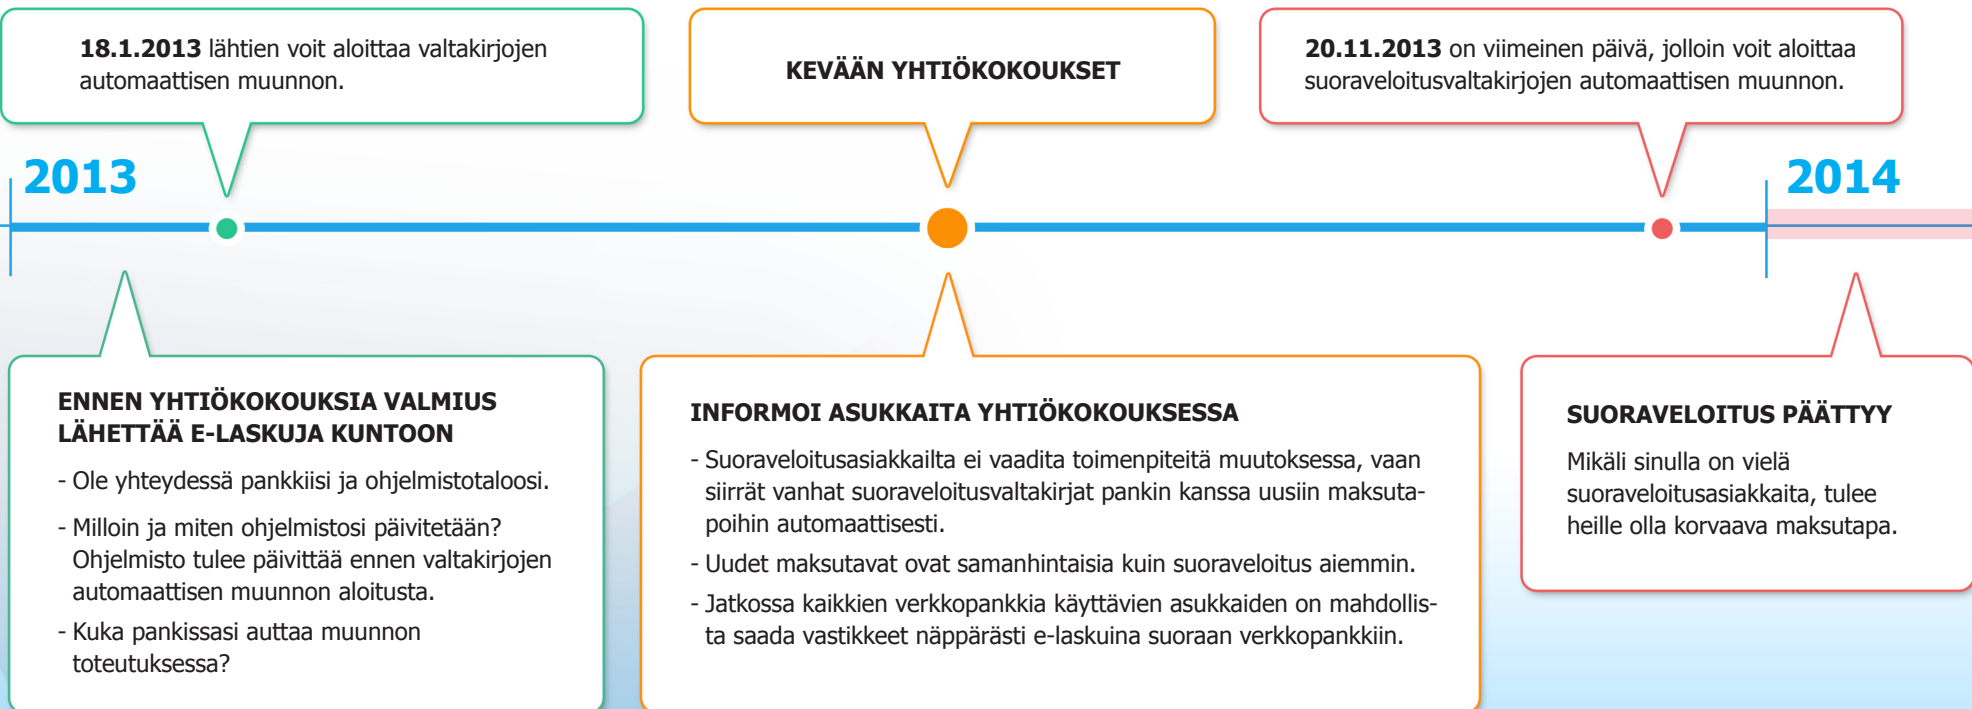 18.1.2013 lähtien voit aloittaa valtakirjojen
automaattisen muunnon.
KEVÄÄN YHTIÖKOKOUKSET
20.11.2013 on viimeinen päivä, jolloin voit aloittaa
suoraveloitusvaltakirjojen automaattisen muunnon.
2013
2014
ENNEN YHTIÖKOKOUKSIA VALMIUS
LÄHETTÄÄ E-LASKUJA KUNTOON
- Ole yhteydessä pankkiisi ja ohjelmistotaloosi.
- Milloin ja miten ohjelmistosi päivitetään?
Ohjelmisto tulee päivittää ennen valtakirjojen
automaattisen muunnon aloitusta.
- Kuka pankissasi auttaa muunnon
toteutuksessa?
INFORMOI ASUKKAITA YHTIÖKOKOUKSESSA
- Suoraveloitusasiakkailta ei vaadita toimenpiteitä muutoksessa, vaan
siirrät vanhat suoraveloitusvaltakirjat pankin kanssa uusiin maksuta-
poihin automaattisesti.
- Uudet maksutavat ovat samanhintaisia kuin suoraveloitus aiemmin.
- Jatkossa kaikkien verkkopankkia käyttävien asukkaiden on mahdollis-
ta saada vastikkeet näppärästi e-laskuina suoraan verkkopankkiin.
SUORAVELOITUS PÄÄTTYY
Mikäli sinulla on vielä
suoraveloitusasiakkaita, tulee
heille olla korvaava maksutapa.